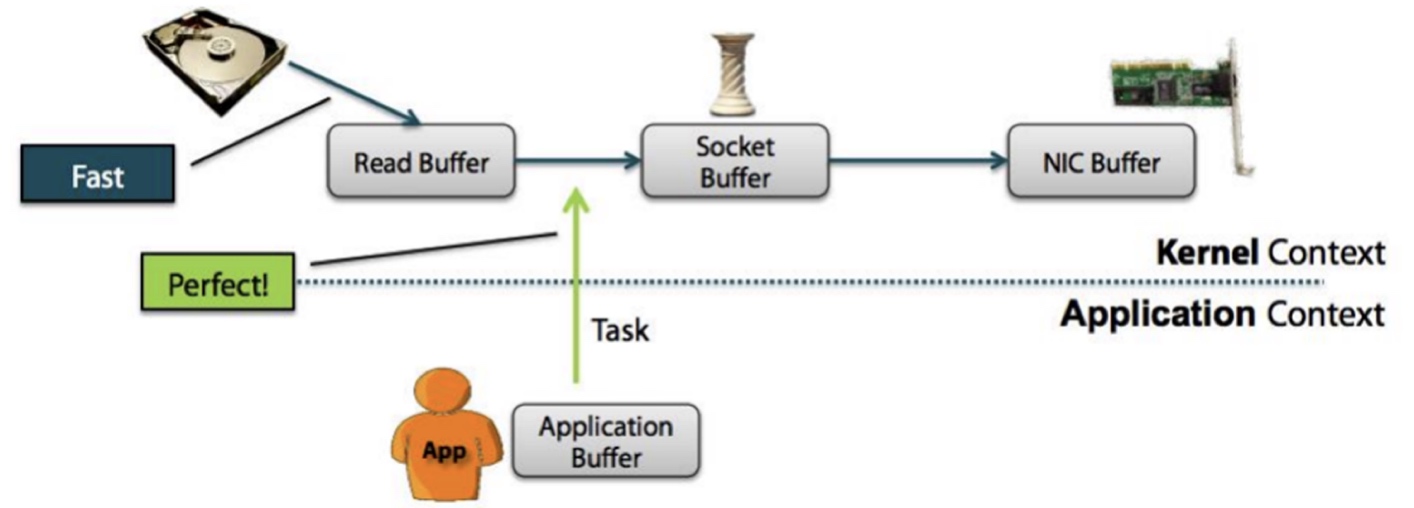 Fast
Read Buffer
Socket
Buffer
NIC Buffer
Perfect!
Kernel Context
Application Context
Task
App
Application
Buffer